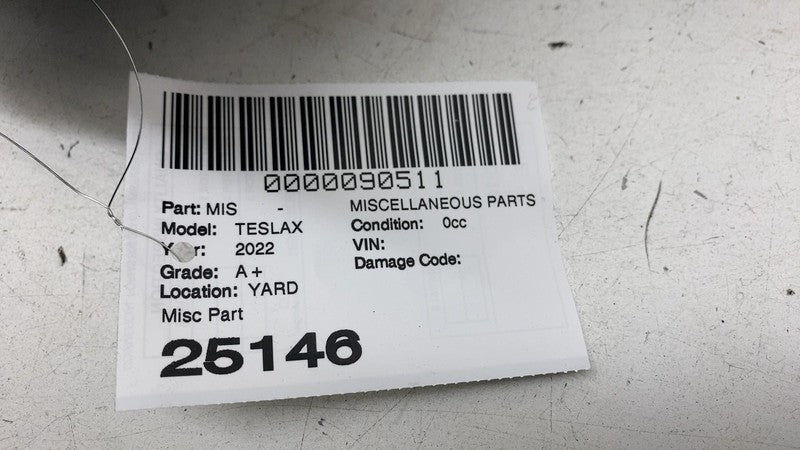 0000090511
Part: MIS - MISCELLANEOUS PARTS
Model: TESLAX Condition: 0cc
Year: 2022 VIN:
Grade: A+ Damage Code:
Location: YARD
Misc Part
25146